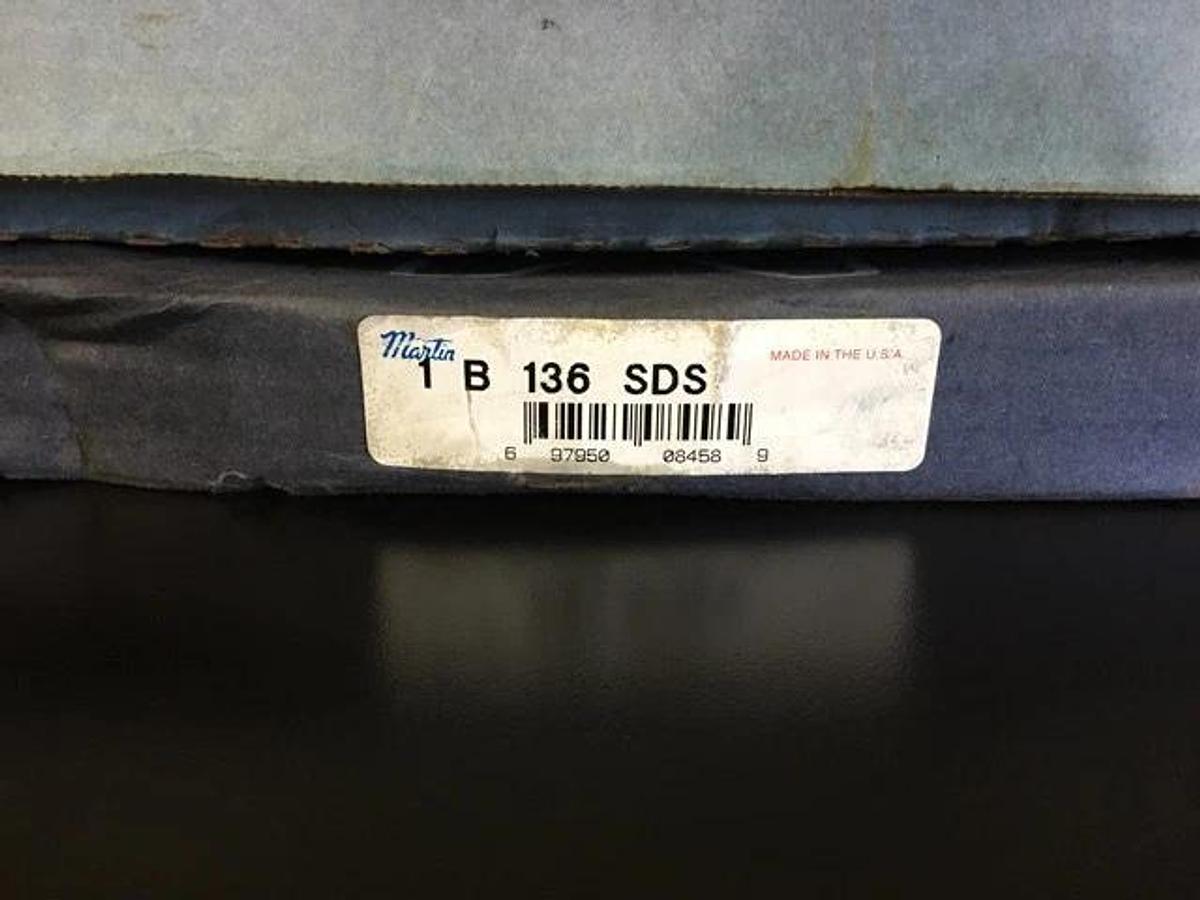 Martin
MADE IN THE U.S.A.
1 B 136 SDS
6 97950 08458 9